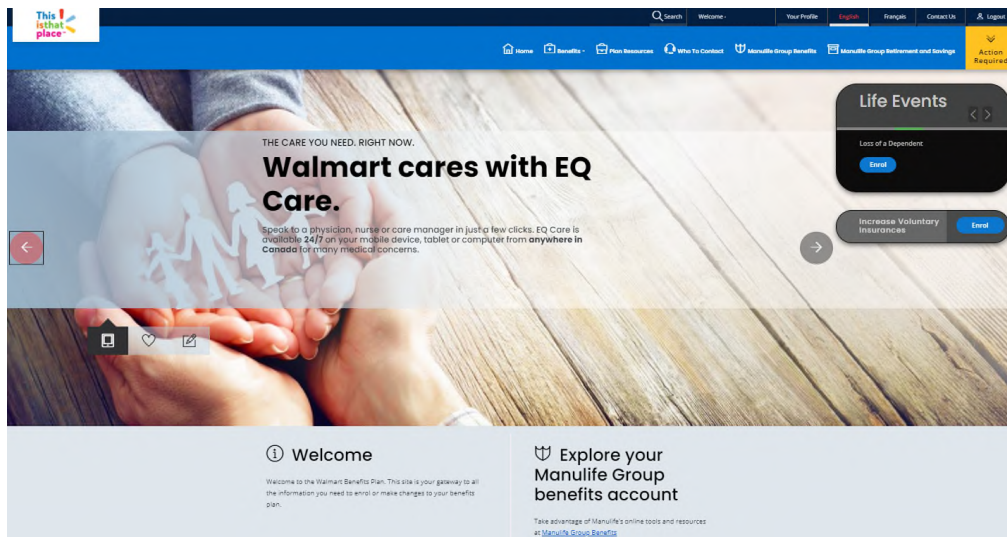 This
isthat
place
Search
Welcome
Your Profile
English
Français
Contact Us
Logout
Home
Benefits
Plan Resources
Who To Contact
Manulife Group Benefits
Manulife Group Retirement and Savings
Action
Required
Life Events
Loss of a Dependent
Enrol
Increase Voluntary
Insurances
Enrol
THE CARE YOU NEED. RIGHT NOW.
Walmart cares with EQ
Care.
Speak to a physician, nurse or care manager in just a few clicks. EQ Care is
available 24/7 on your mobile device, tablet or computer from anywhere in
Canada for many medical concerns.
Welcome
Welcome to the Walmart Benefits Plan. This site is your gateway to all
the information you need to enrol or make changes to your benefits
plan.
Explore your
Manulife Group
benefits account
Take advantage of Manulife's online tools and resources
at Manulife Group Benefits